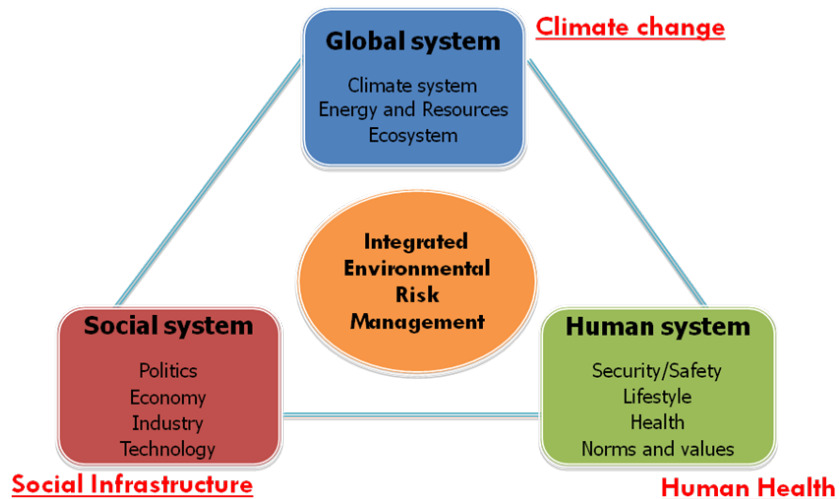 Climate change
Global system
Climate system
Energy and Resources
Ecosystem
Integrated
Environmental
Risk
Management
Social system
Politics
Economy
Industry
Technology
Social Infrastructure
Human system
Security/Safety
Lifestyle
Health
Norms and values
Human Health